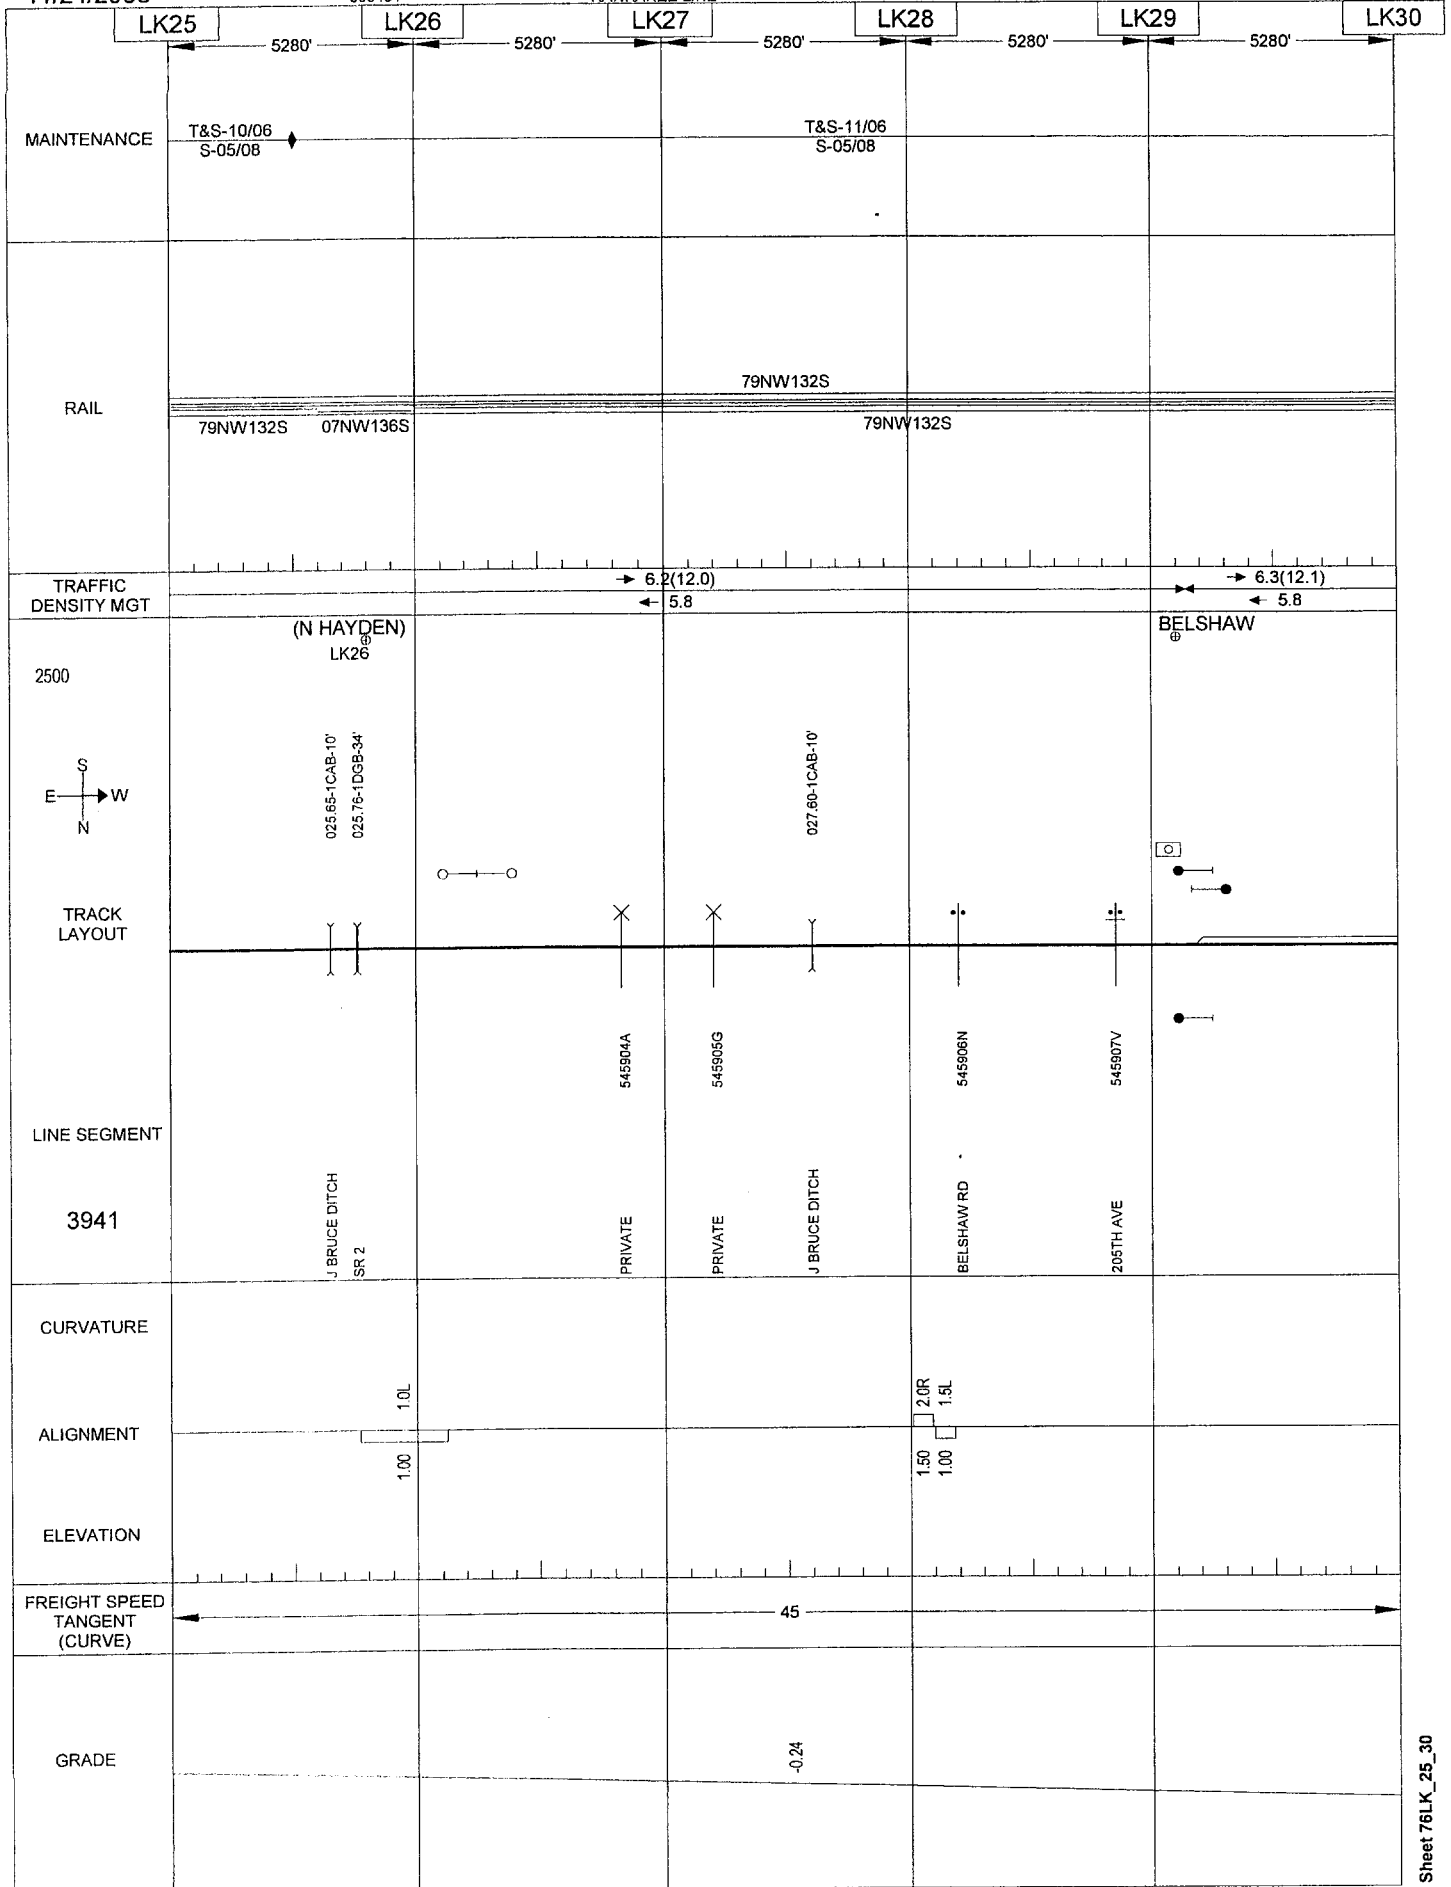 LK25 LK26 LK27 LK28 LK29 LK30
5280' 5280' 5280' 5280' 5280'
MAINTENANCE
T&S-10/06
S-05/08
T&S-11/06
S-05/08
RAIL
79NW132S
79NW132S 07NW136S 79NW132S
TRAFFIC
DENSITY MGT
6.2(12.0)
5.8
6.3(12.1)
5.8
(N HAYDEN)
LK26
BELSHAW
2500
S
E W
N
025.65-1CAB-10'
025.76-1DGB-34'
027.60-1CAB-10'
TRACK
LAYOUT
545904A
545905G
545906N
545907V
LINE SEGMENT
3941
J BRUCE DITCH
SR 2
PRIVATE
PRIVATE
J BRUCE DITCH
BELSHAW RD
205TH AVE
CURVATURE
1.0L
2.0R
1.5L
ALIGNMENT
1.00
1.50
1.00
ELEVATION
FREIGHT SPEED
TANGENT
(CURVE)
45
GRADE
-0.24
Sheet 76LK_25_30